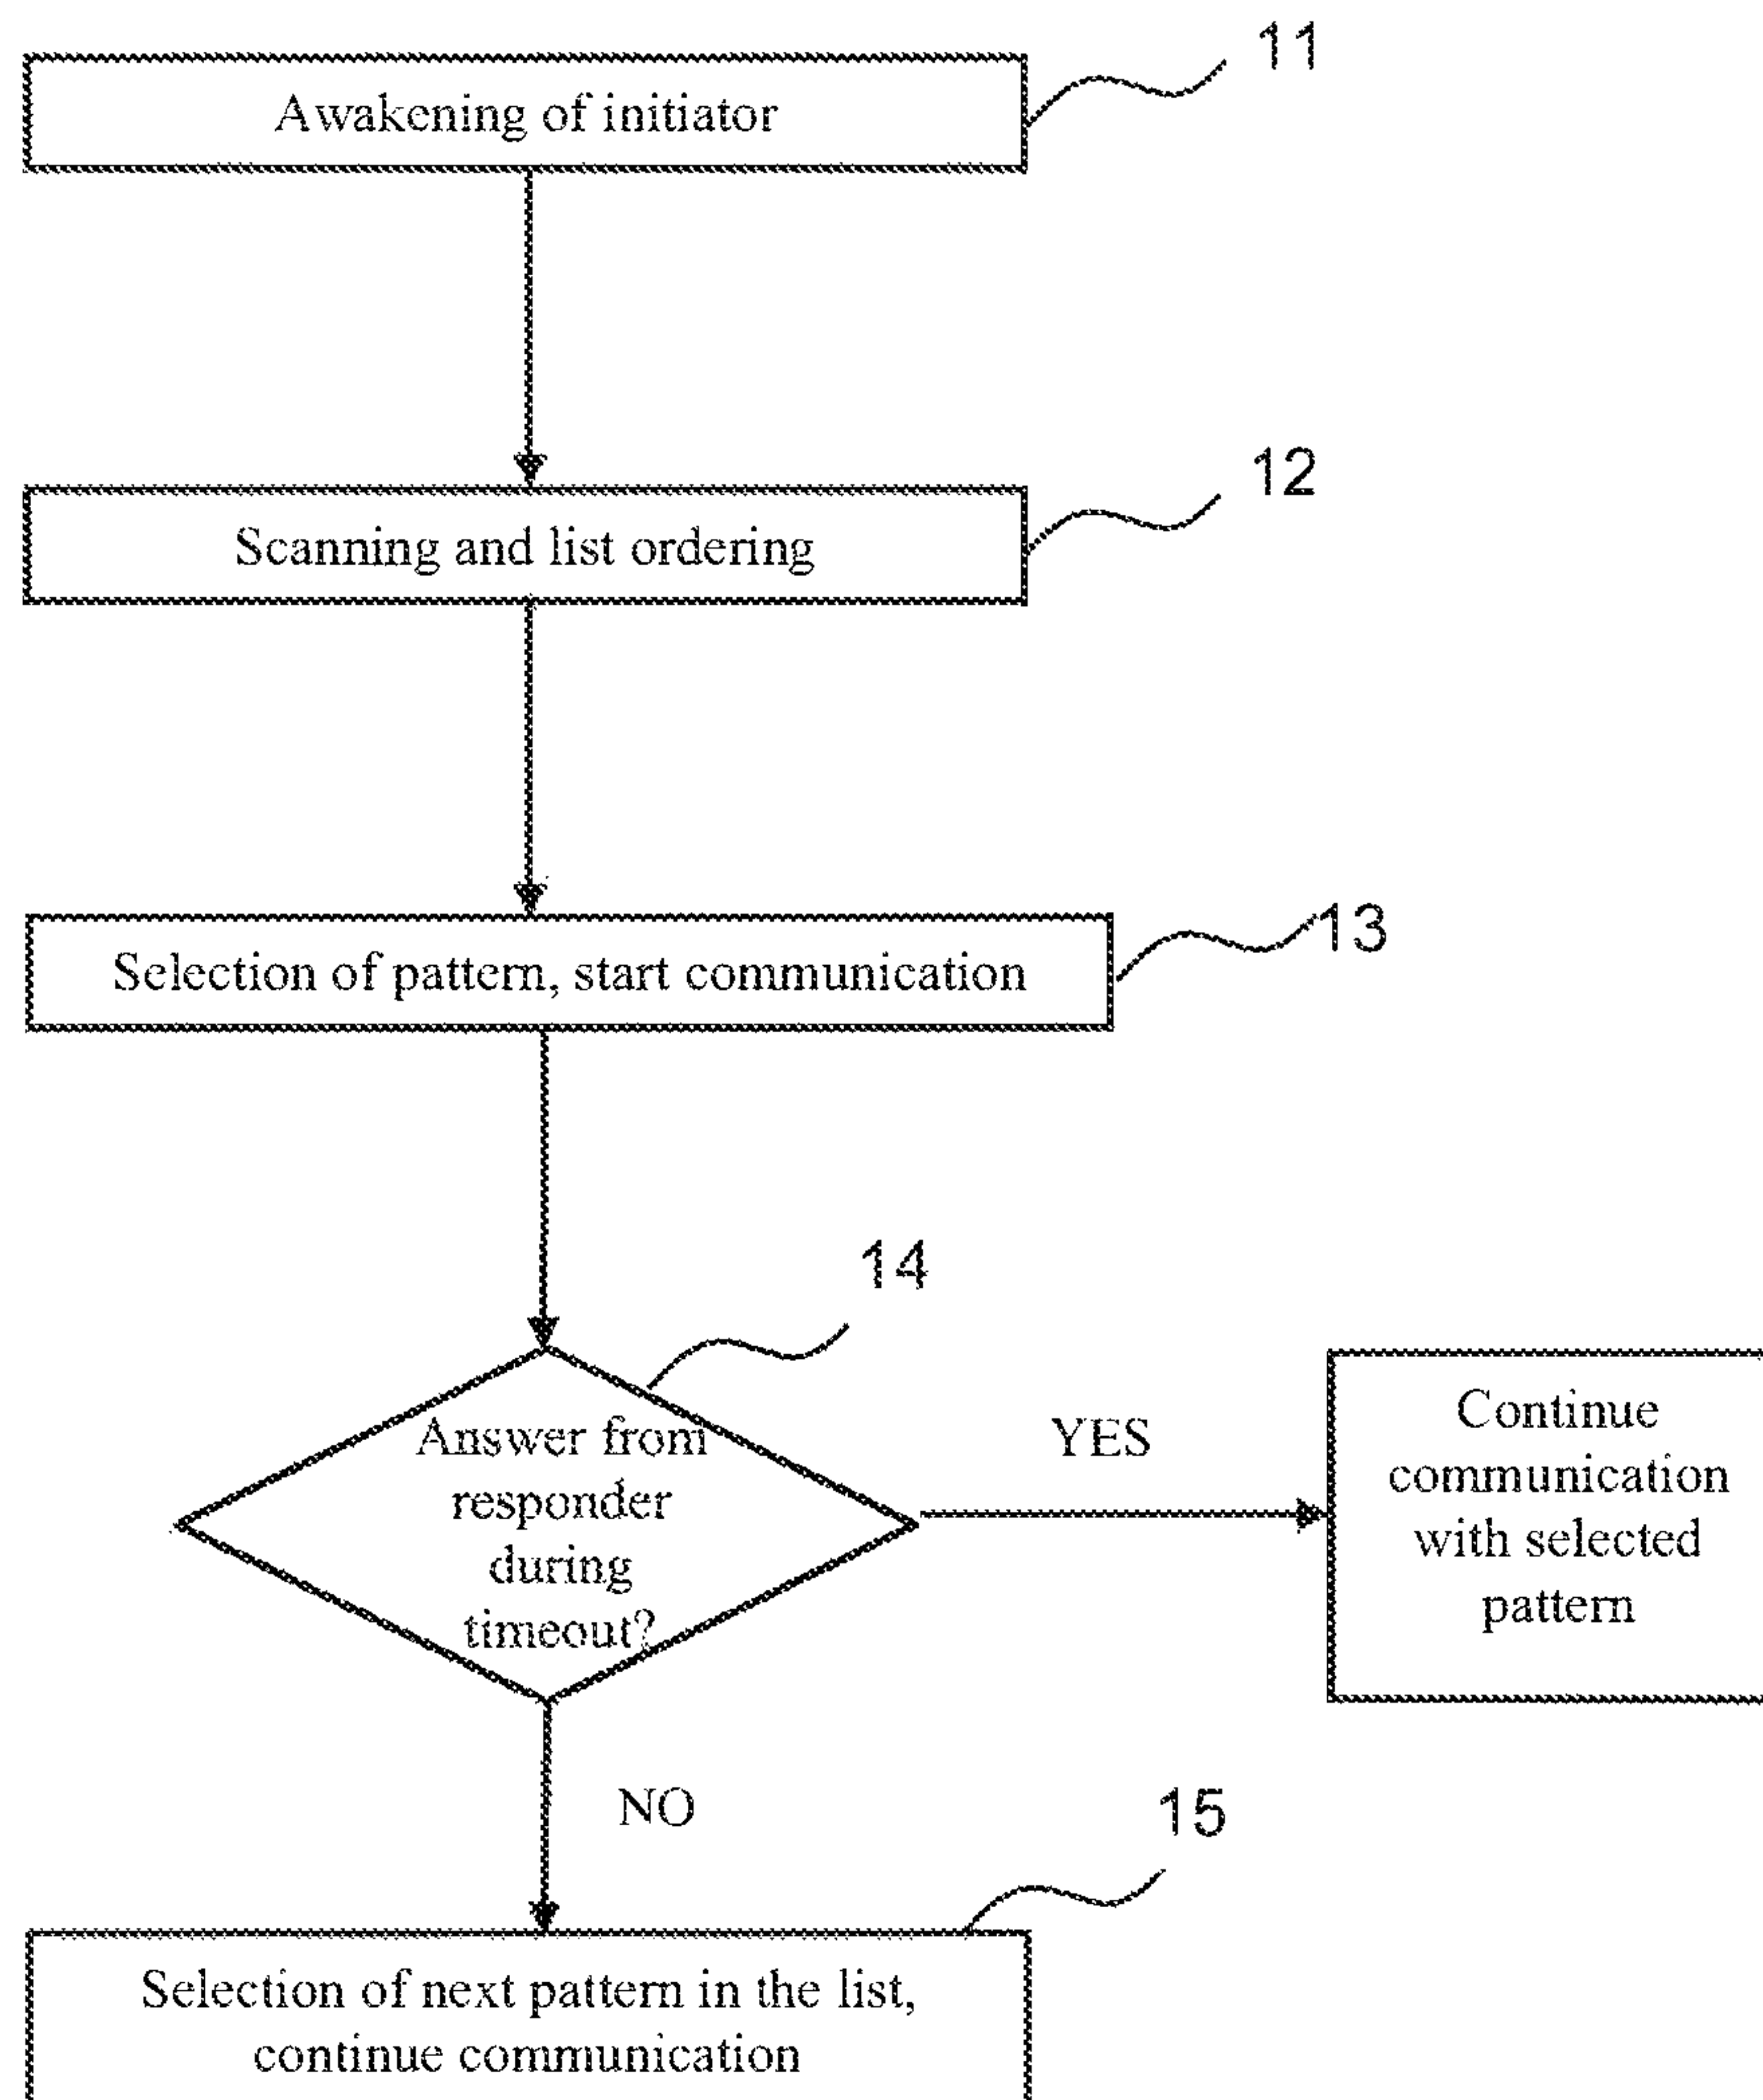 11
Awakening of initiator
12
Scanning and list ordering
13
Selection of pattern, start communication
14
Answer from
responder
during
timeout?
YES
Continue
communication
with selected
pattern
NO
15
Selection of next pattern in the list,
continue communication